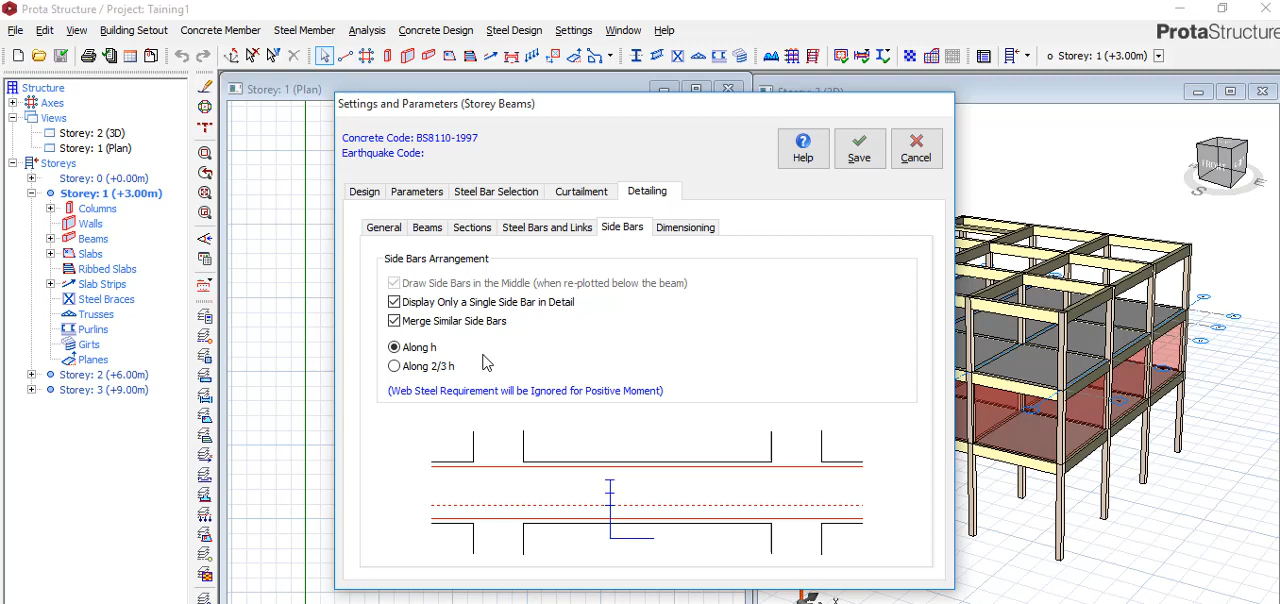 Prota Structure / Project: Taining1
File Edit View Building Setout Concrete Member Steel Member Analysis Concrete Design Steel Design Settings Window Help
ProtaStructure
Storey: 1 (+3.00m)
Structure
Axes
Views
Storey: 2 (3D)
Storey: 1 (Plan)
Storeys
Storey: 0 (+0.00m)
Storey: 1 (+3.00m)
Columns
Walls
Beams
Slabs
Ribbed Slabs
Slab Strips
Steel Braces
Trusses
Purlins
Girts
Planes
Storey: 2 (+6.00m)
Storey: 3 (+9.00m)
Storey: 1 (Plan)
Settings and Parameters (Storey Beams)
Concrete Code: BS8110-1997
Earthquake Code:
Help Save Cancel
Design Parameters Steel Bar Selection Curtailment Detailing
General Beams Sections Steel Bars and Links Side Bars Dimensioning
Side Bars Arrangement
Draw Side Bars in the Middle (when re-plotted below the beam)
Display Only a Single Side Bar in Detail
Merge Similar Side Bars
Along h
Along 2/3 h
(Web Steel Requirement will be Ignored for Positive Moment)
FRONT
S
E
X